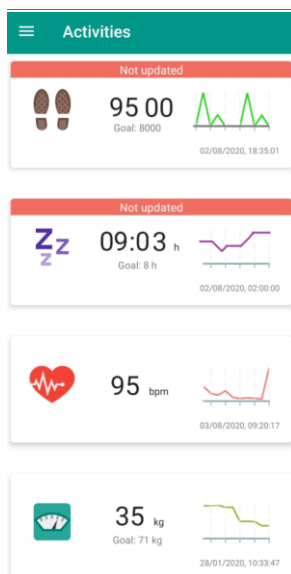 Activities
Not updated
95 00
Goal: 8000
02/08/2020, 18:35:01
Not updated
Zzz
09:03 h
Goal: 8 h
02/08/2020, 02:00:00
95 bpm
03/08/2020, 09:20:17
35 kg
Goal: 71 kg
28/01/2020, 10:33:47